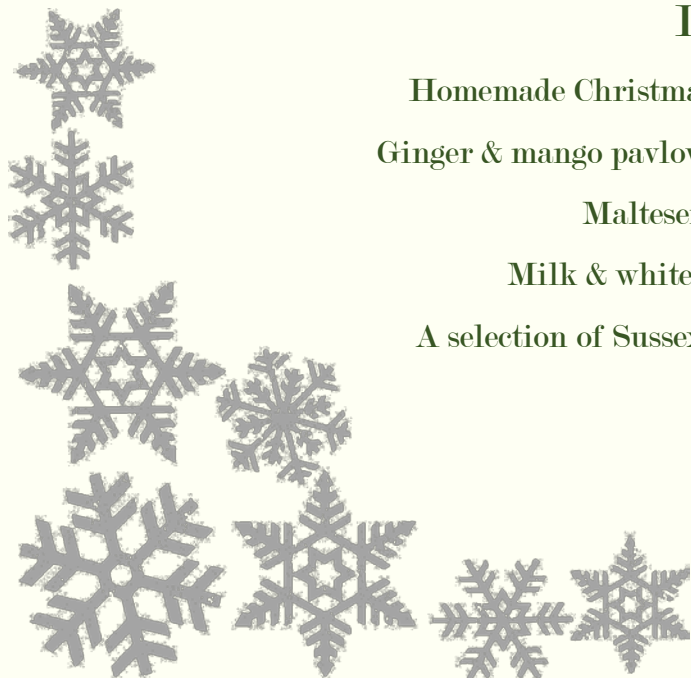 Homemade Christma
Ginger & mango pavlov
Maltese
Milk & white
A selection of Susse